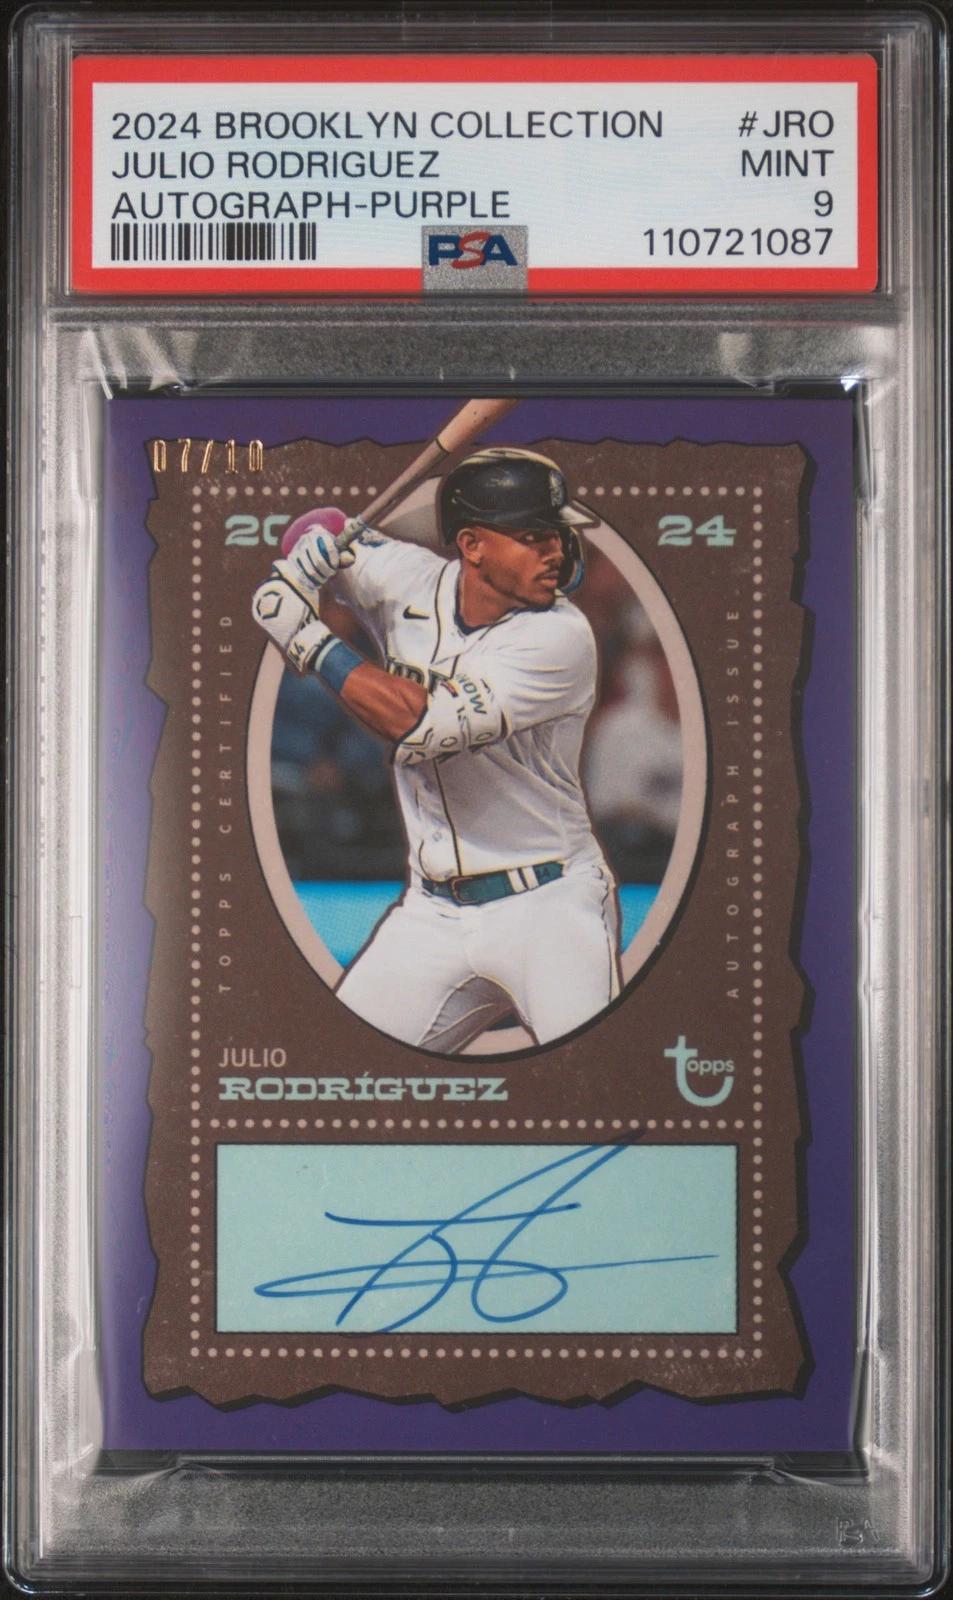 2024 BROOKLYN COLLECTION #JRO
JULIO RODRIGUEZ MINT
AUTOGRAPH-PURPLE 9
PSA 110721087
07/10
20 24
TOPPS CERTIFIED
AUTOGRAPH ISSUE
JULIO
RODRÍGUEZ
topps